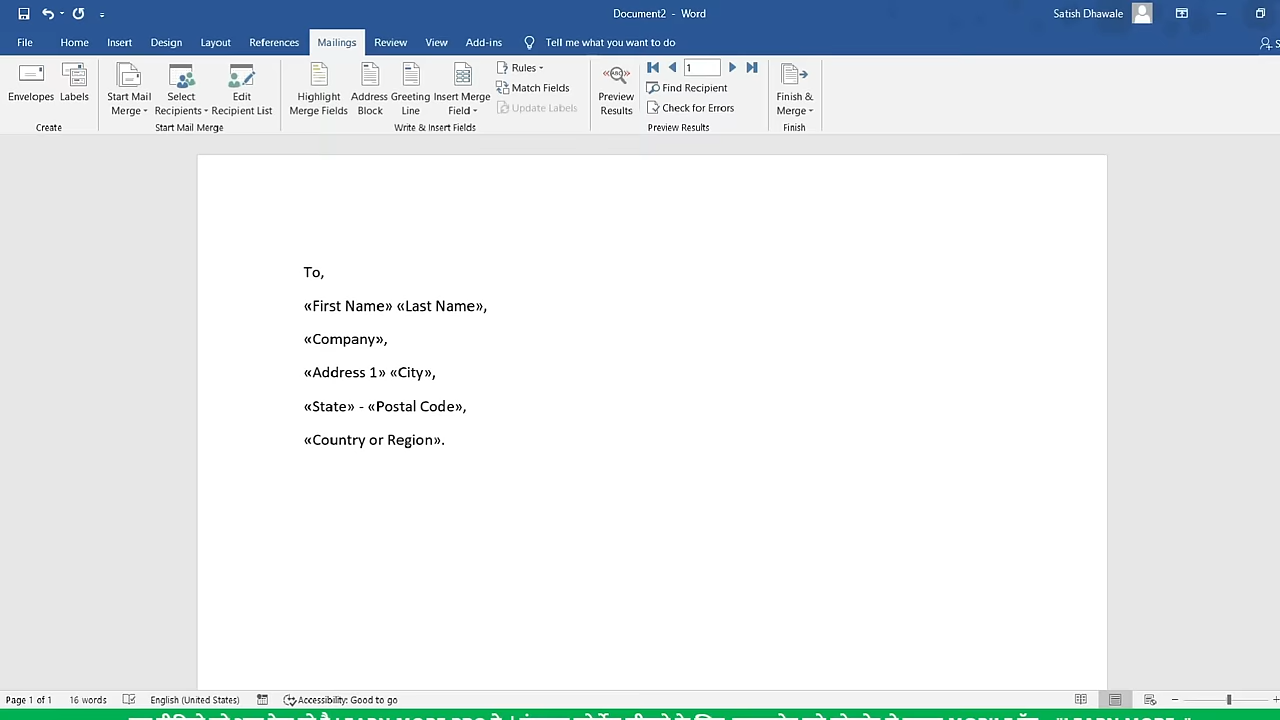 Document2 - Word
Satish Dhawale
File Home Insert Design Layout References Mailings Review View Add-ins Tell me what you want to do
Envelopes Labels
Create
Start Mail Merge Select Recipients Edit Recipient List
Start Mail Merge
Highlight Merge Fields Address Block Greeting Line Insert Merge Field
Rules
Match Fields
Update Labels
Write & Insert Fields
Preview Results
1
Find Recipient
Check for Errors
Preview Results
Finish & Merge
Finish
To,
«First Name» «Last Name»,
«Company»,
«Address 1» «City»,
«State» - «Postal Code»,
«Country or Region».
Page 1 of 1 16 words English (United States) Accessibility: Good to go